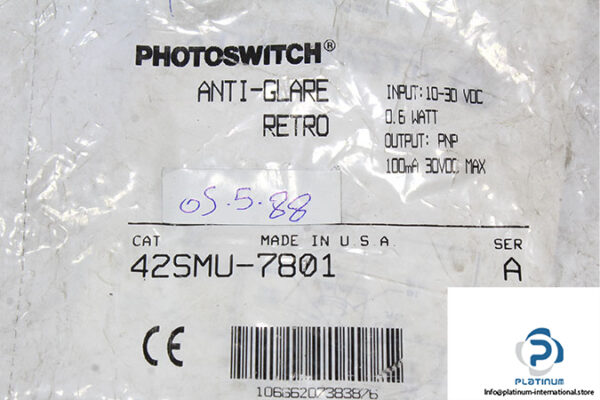 PHOTOSWITCH®
ANTI-GLARE
RETRO
INPUT: 10-30 VDC
0.6 WATT
OUTPUT: PNP
100mA 30VDC MAX
05.5.88
CAT
MADE IN U.S.A.
SER
42SMU-7801
A
CE
10666207383876
PLATINUM
Info@platinum-international.store